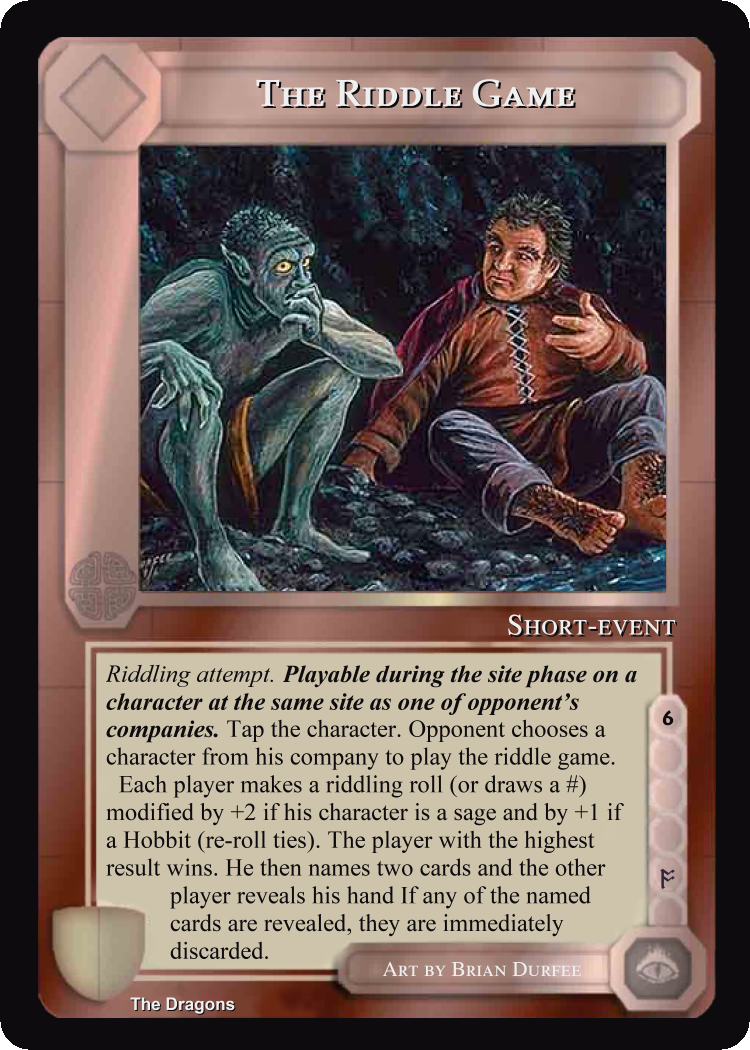 The Riddle Game
Short-event
Riddling attempt. Playable during the site phase on a
character at the same site as one of opponent's
companies. Tap the character. Opponent chooses a
character from his company to play the riddle game.
Each player makes a riddling roll (or draws a #)
modified by +2 if his character is a sage and by +1 if
a Hobbit (re-roll ties). The player with the highest
result wins. He then names two cards and the other
player reveals his hand If any of the named
cards are revealed, they are immediately
discarded.
6
ᚩ
Art by Brian Durfee
The Dragons